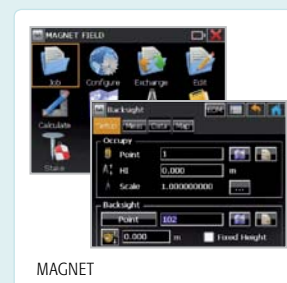 MAGNET FIELD
Job Configure Exchange Edit
Calculate
Stake
Backsight
Setup Meas Data Map
Occupy
Point 1
HI 0.000 m
Scale 1.000000000 ...
Backsight
Point 102
0.000 m Fixed Height
MAGNET